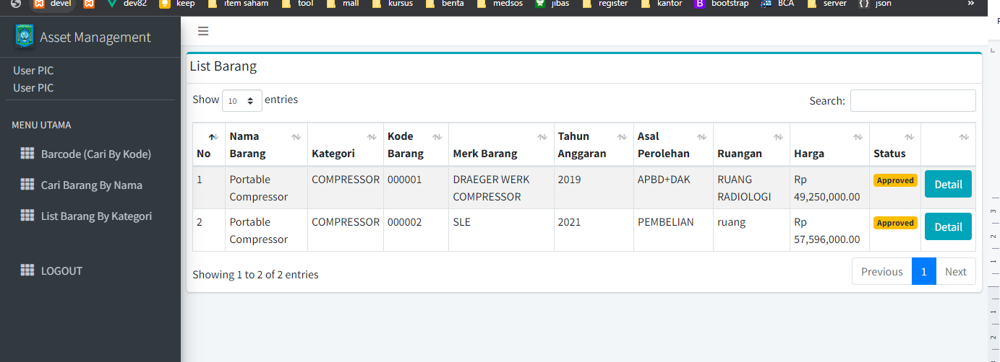 devel dev82 keep item saham tool mall kursus berita medsos jibas register kantor bootstrap BCA server json »
Asset Management
User PIC
User PIC
MENU UTAMA
Barcode (Cari By Kode)
Cari Barang By Nama
List Barang By Kategori
LOGOUT
List Barang
Show 10 entries Search:
No Nama Barang Kategori Kode Barang Merk Barang Tahun Anggaran Asal Perolehan Ruangan Harga Status
1 Portable Compressor COMPRESSOR 000001 DRAEGER WERK COMPRESSOR 2019 APBD+DAK RUANG RADIOLOGI Rp 49,250,000.00 Approved Detail
2 Portable Compressor COMPRESSOR 000002 SLE 2021 PEMBELIAN ruang Rp 57,596,000.00 Approved Detail
Showing 1 to 2 of 2 entries Previous 1 Next
3
2
1
1
2